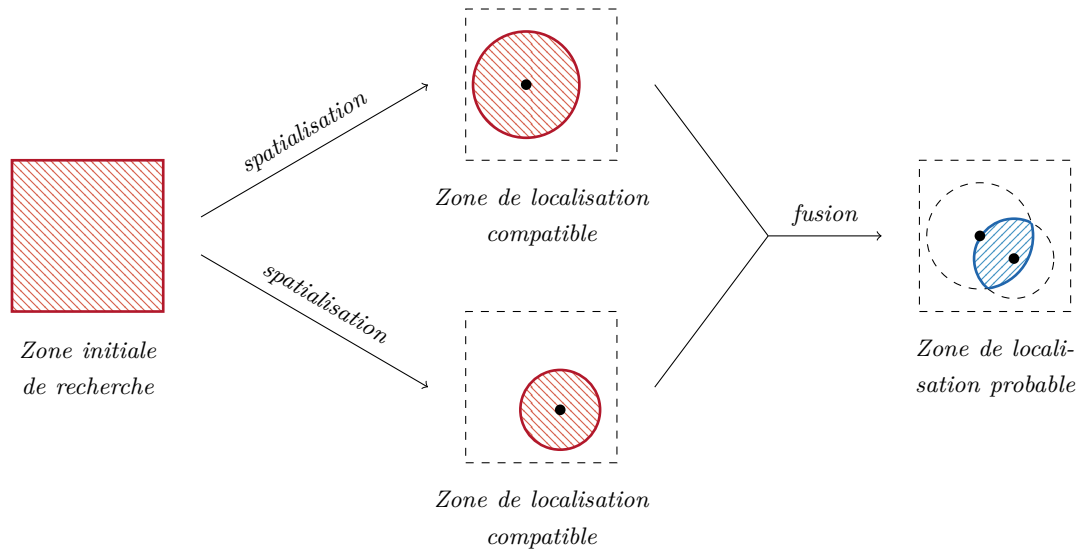 Zone initiale
de recherche
spatialisation
spatialisation
Zone de localisation
compatible
Zone de localisation
compatible
fusion
Zone de locali-
sation probable